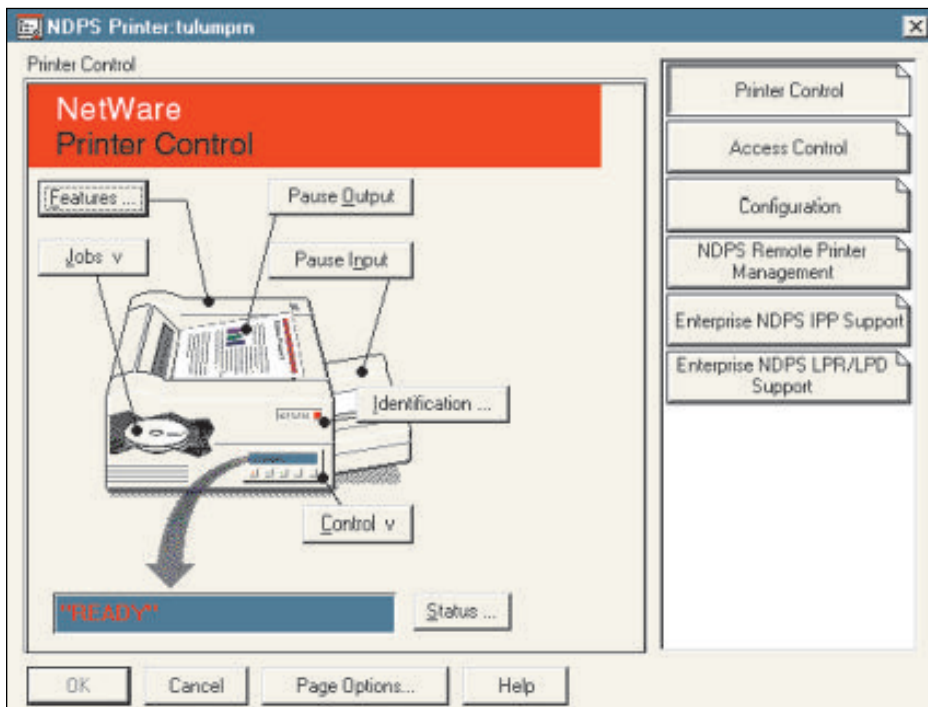 NDPS Printer:tulumprn
Printer Control
NetWare
Printer Control
Features ...
Pause Output
Jobs v
Pause Input
Identification ...
Control v
"READY"
Status ...
OK
Cancel
Page Options...
Help
Printer Control
Access Control
Configuration
NDPS Remote Printer
Management
Enterprise NDPS IPP Support
Enterprise NDPS LPR/LPD
Support